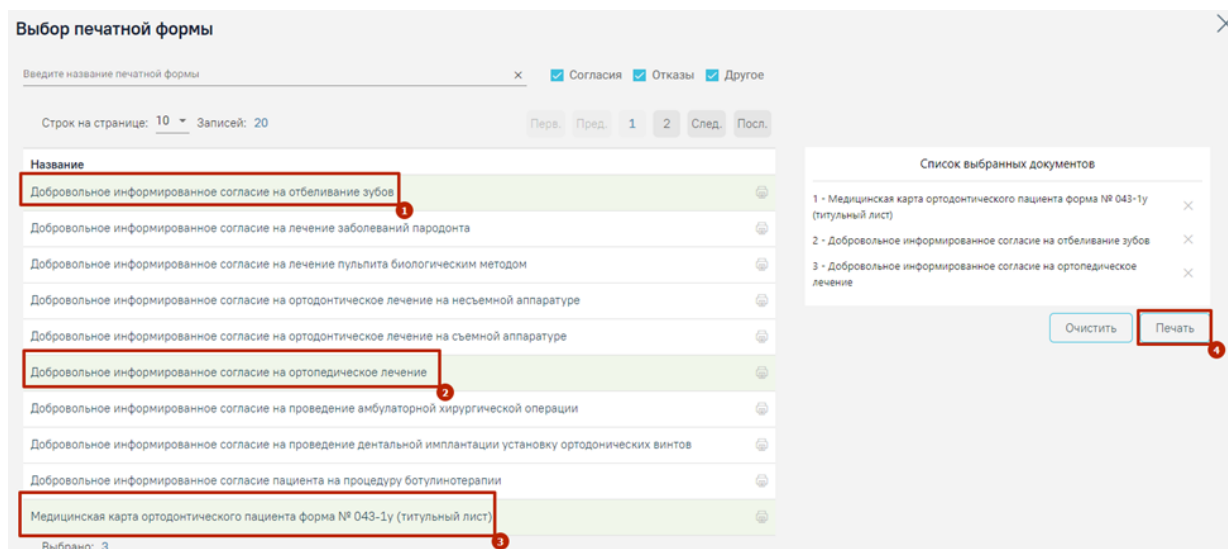 Выбор печатной формы
Введите название печатной формы
Согласия Отказы Другое
Строк на странице: 10 Записей: 20
Перв. Пред. 1 2 След. Посл.
Название
Добровольное информированное согласие на отбеливание зубов
1
Добровольное информированное согласие на лечение заболеваний пародонта
Добровольное информированное согласие на лечение пульпита биологическим методом
Добровольное информированное согласие на ортодонтическое лечение на несъемной аппаратуре
Добровольное информированное согласие на ортодонтическое лечение на съемной аппаратуре
Добровольное информированное согласие на ортопедическое лечение
2
Добровольное информированное согласие на проведение амбулаторной хирургической операции
Добровольное информированное согласие на проведение дентальной имплантации установку ортодонических винтов
Добровольное информированное согласие пациента на процедуру ботулинотерапии
Медицинская карта ортодонтического пациента форма № 043-1у (титульный лист)
3
Выбрано: 3
Список выбранных документов
1 - Медицинская карта ортодонтического пациента форма № 043-1у
(титульный лист)
2 - Добровольное информированное согласие на отбеливание зубов
3 - Добровольное информированное согласие на ортопедическое
лечение
Очистить Печать
4